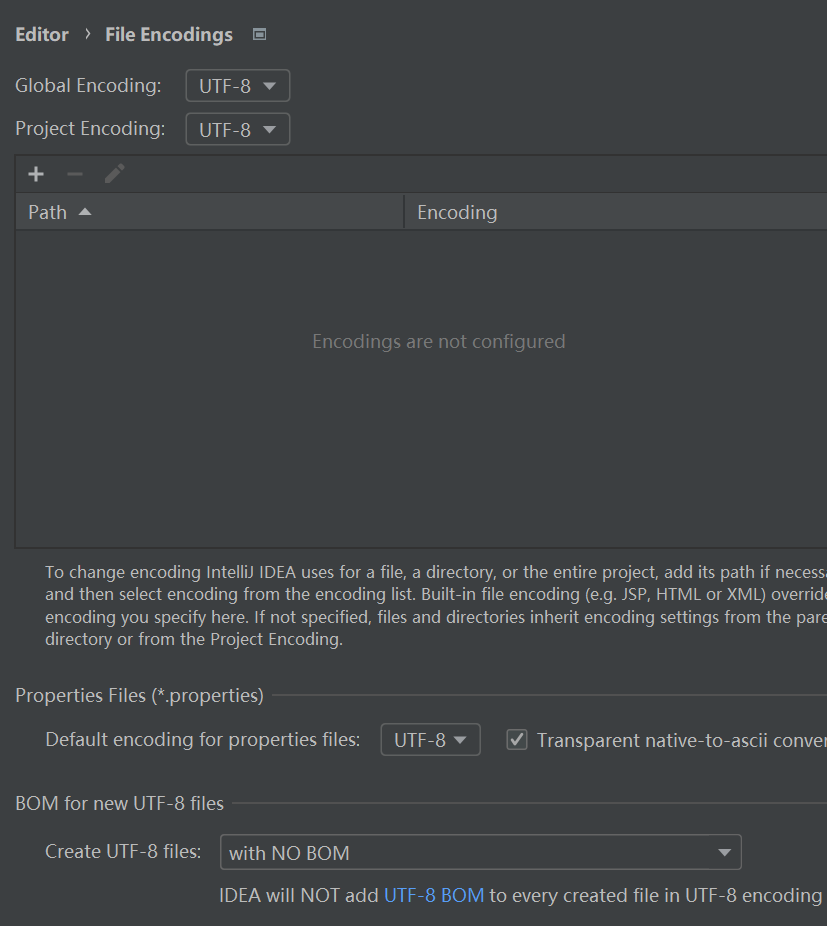 Editor › File Encodings
Global Encoding: UTF-8
Project Encoding: UTF-8
Path Encoding
Encodings are not configured
To change encoding IntelliJ IDEA uses for a file, a directory, or the entire project, add its path if necessa
and then select encoding from the encoding list. Built-in file encoding (e.g. JSP, HTML or XML) override
encoding you specify here. If not specified, files and directories inherit encoding settings from the pare
directory or from the Project Encoding.
Properties Files (*.properties)
Default encoding for properties files: UTF-8 Transparent native-to-ascii conver
BOM for new UTF-8 files
Create UTF-8 files: with NO BOM
IDEA will NOT add UTF-8 BOM to every created file in UTF-8 encoding